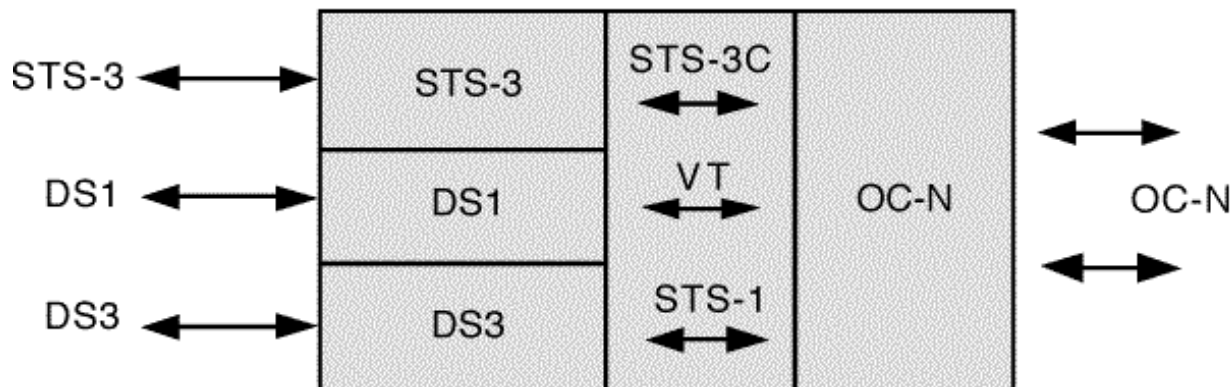 STS-3
STS-3
STS-3C
DS1
DS1
VT
OC-N
OC-N
DS3
DS3
STS-1